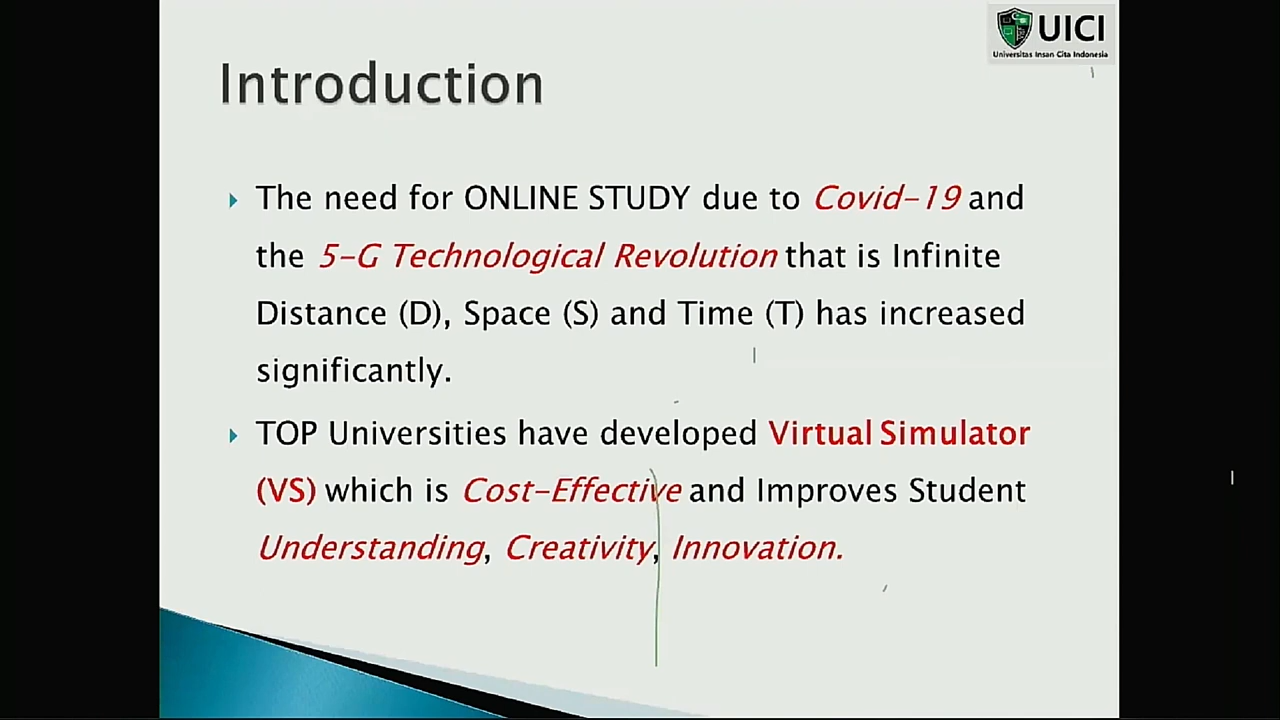 UICI
Universitas Insan Cita Indonesia
Introduction
The need for ONLINE STUDY due to Covid-19 and
the 5-G Technological Revolution that is Infinite
Distance (D), Space (S) and Time (T) has increased
significantly.
TOP Universities have developed Virtual Simulator
(VS) which is Cost-Effective and Improves Student
Understanding, Creativity, Innovation.